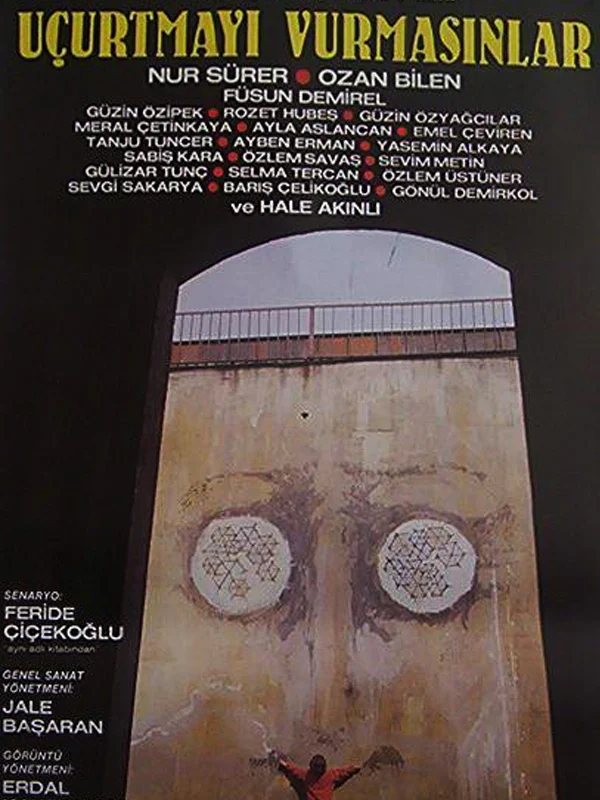 UÇURTMAYI VURMASINLAR
NUR SÜRER ● OZAN BİLEN
FÜSUN DEMİREL
GÜZİN ÖZİPEK ● ROZET HUBEŞ ● GÜZİN ÖZYAĞCILAR
MERAL ÇETİNKAYA ● AYLA ASLANCAN ● EMEL ÇEVİREN
TANJU TUNCER ● AYBEN ERMAN ● YASEMİN ALKAYA
SABİŞ KARA ● ÖZLEM SAVAŞ ● SEVİM METİN
GÜLİZAR TUNÇ ● SELMA TERCAN ● ÖZLEM ÜSTÜNER
SEVGİ SAKARYA ● BARIŞ ÇELİKOĞLU ● GÖNÜL DEMİRKOL
ve HALE AKINLI
SENARYO:
FERİDE
ÇİÇEKOĞLU
"aynı adlı kitabından"
GENEL SANAT
YÖNETMENİ:
JALE
BAŞARAN
GÖRÜNTÜ
YÖNETMENİ:
ERDAL